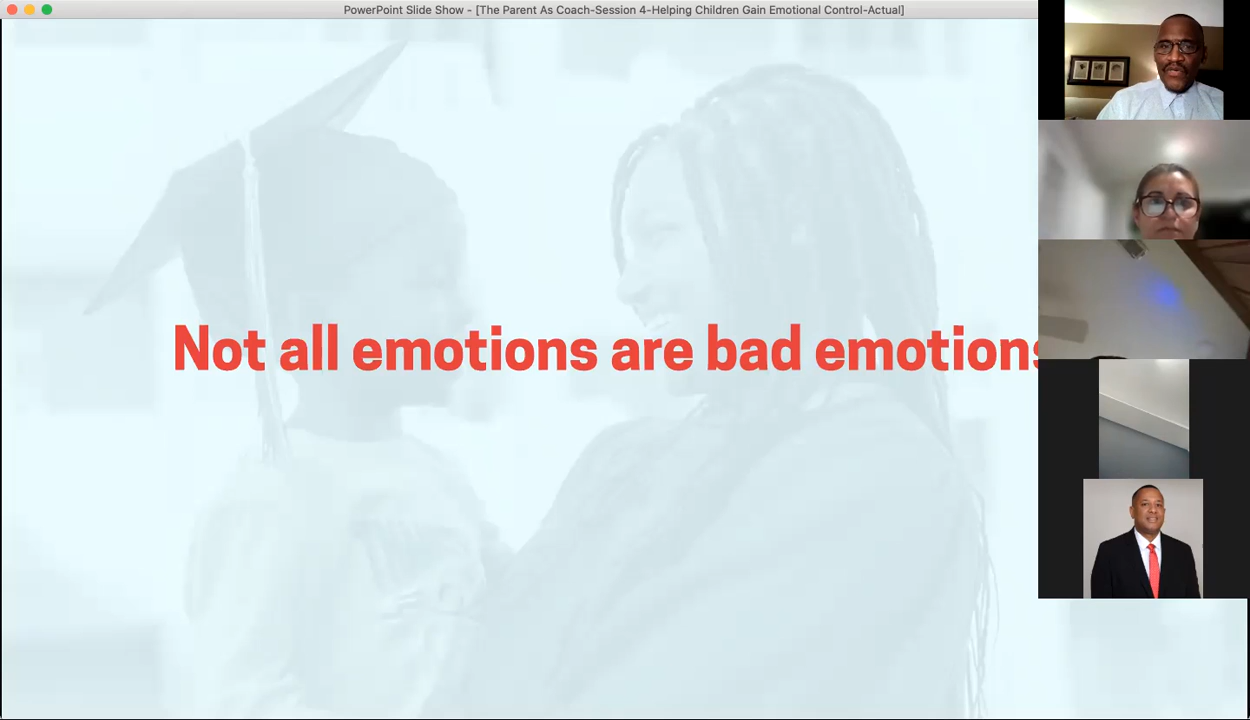 PowerPoint Slide Show - [The Parent As Coach-Session 4-Helping Children Gain Emotional Control-Actual]
Not all emotions are bad emotions